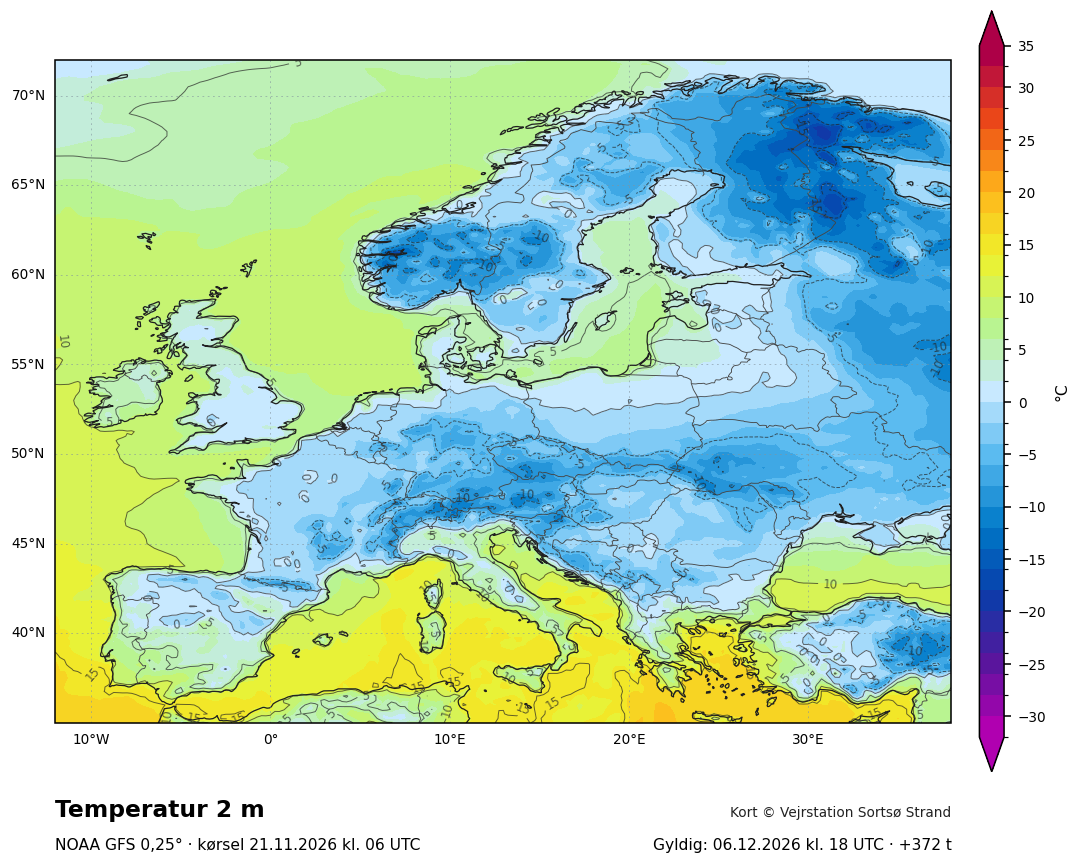 70°N
65°N
60°N
55°N
50°N
45°N
40°N
10°W
0°
10°E
20°E
30°E
35
30
25
20
15
10
5
0
−5
−10
−15
−20
−25
−30
°C
Temperatur 2 m
Kort © Vejrstation Sortsø Strand
NOAA GFS 0,25° · kørsel 21.11.2026 kl. 06 UTC
Gyldig: 06.12.2026 kl. 18 UTC · +372 t